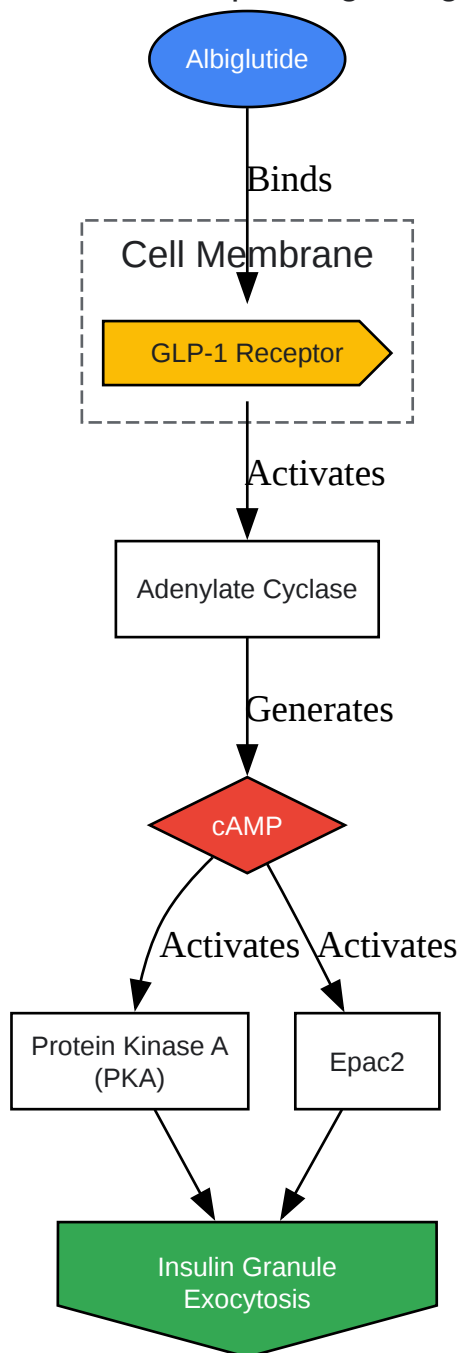 Albiglutide
Binds
Cell Membrane
GLP-1 Receptor
Activates
Adenylate Cyclase
Generates
cAMP
Activates Activates
Protein Kinase A
(PKA)
Epac2
Insulin Granule
Exocytosis